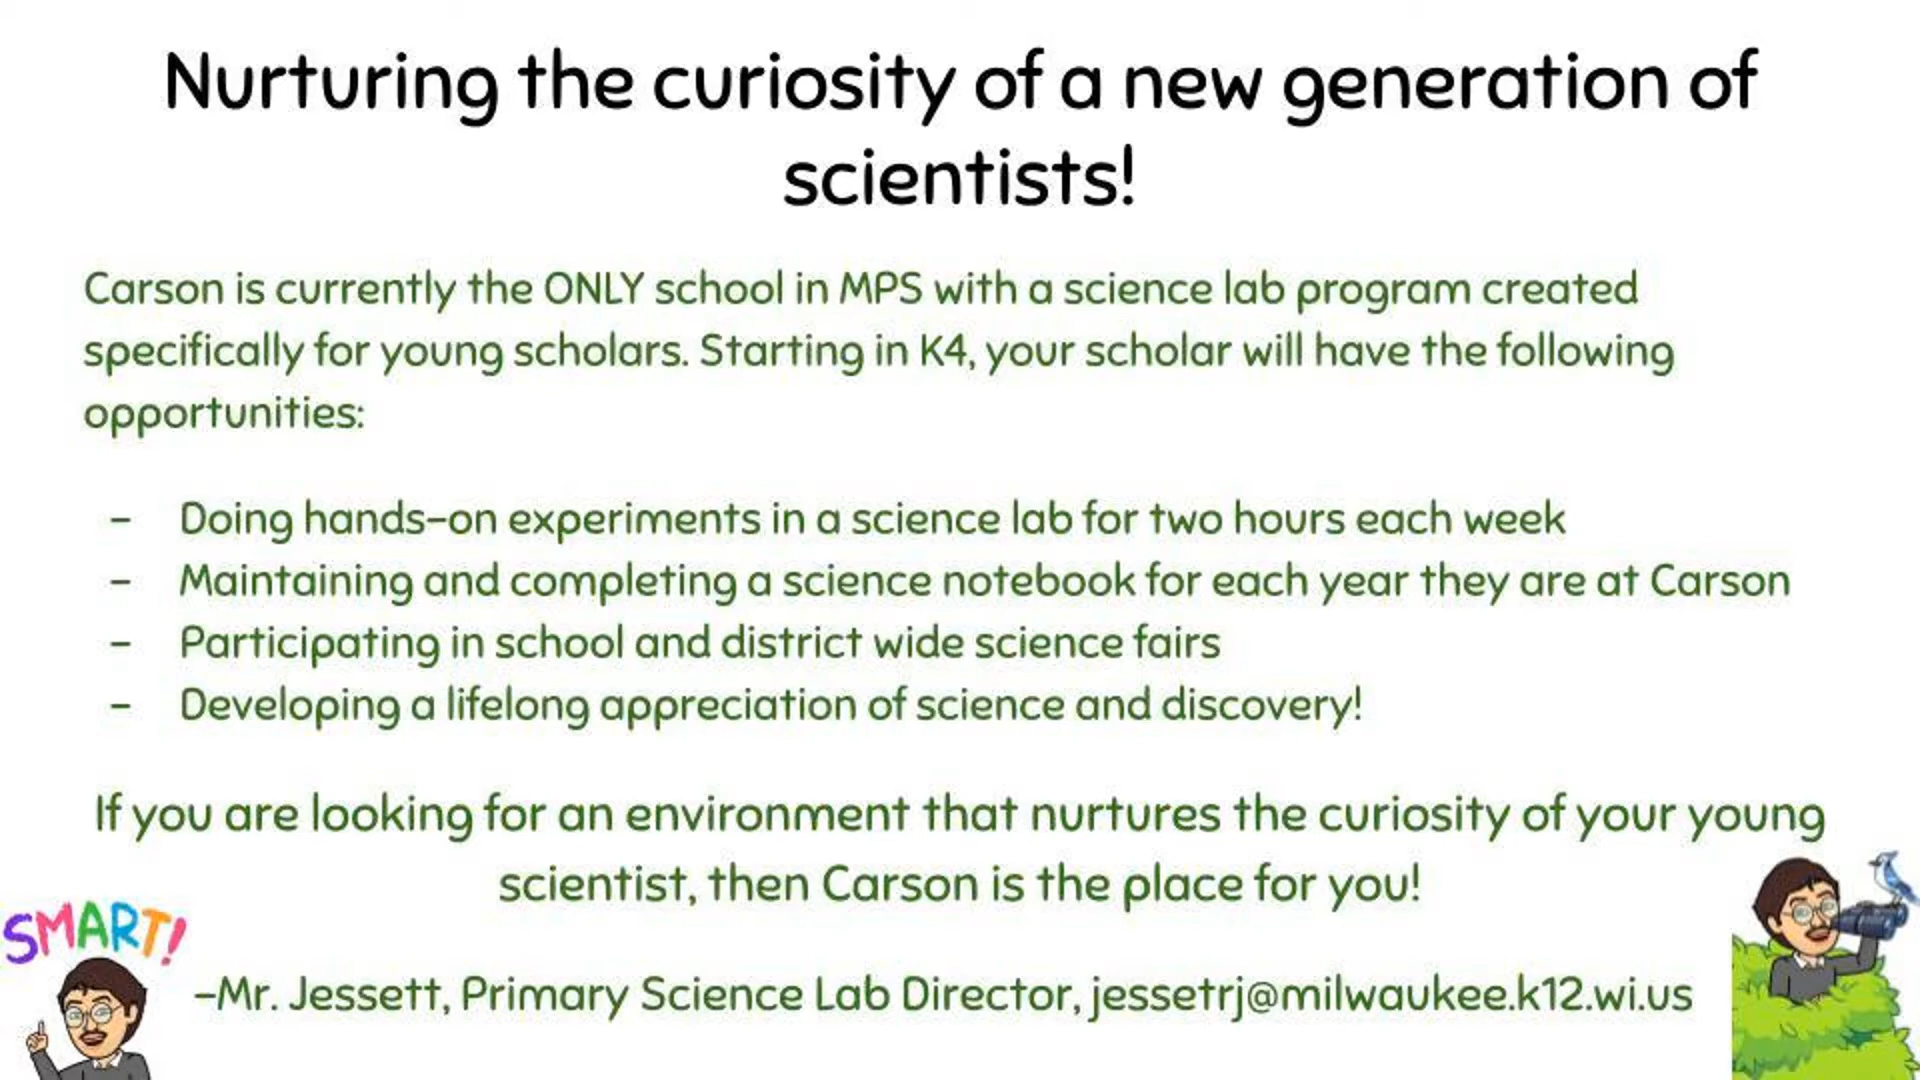 Nurturing the curiosity of a new generation of
scientists!
Carson is currently the ONLY school in MPS with a science lab program created
specifically for young scholars. Starting in K4, your scholar will have the following
opportunities:
- Doing hands-on experiments in a science lab for two hours each week
- Maintaining and completing a science notebook for each year they are at Carson
- Participating in school and district wide science fairs
- Developing a lifelong appreciation of science and discovery!
If you are looking for an environment that nurtures the curiosity of your young
scientist, then Carson is the place for you!
SMART!
-Mr. Jessett, Primary Science Lab Director, jessetrj@milwaukee.k12.wi.us